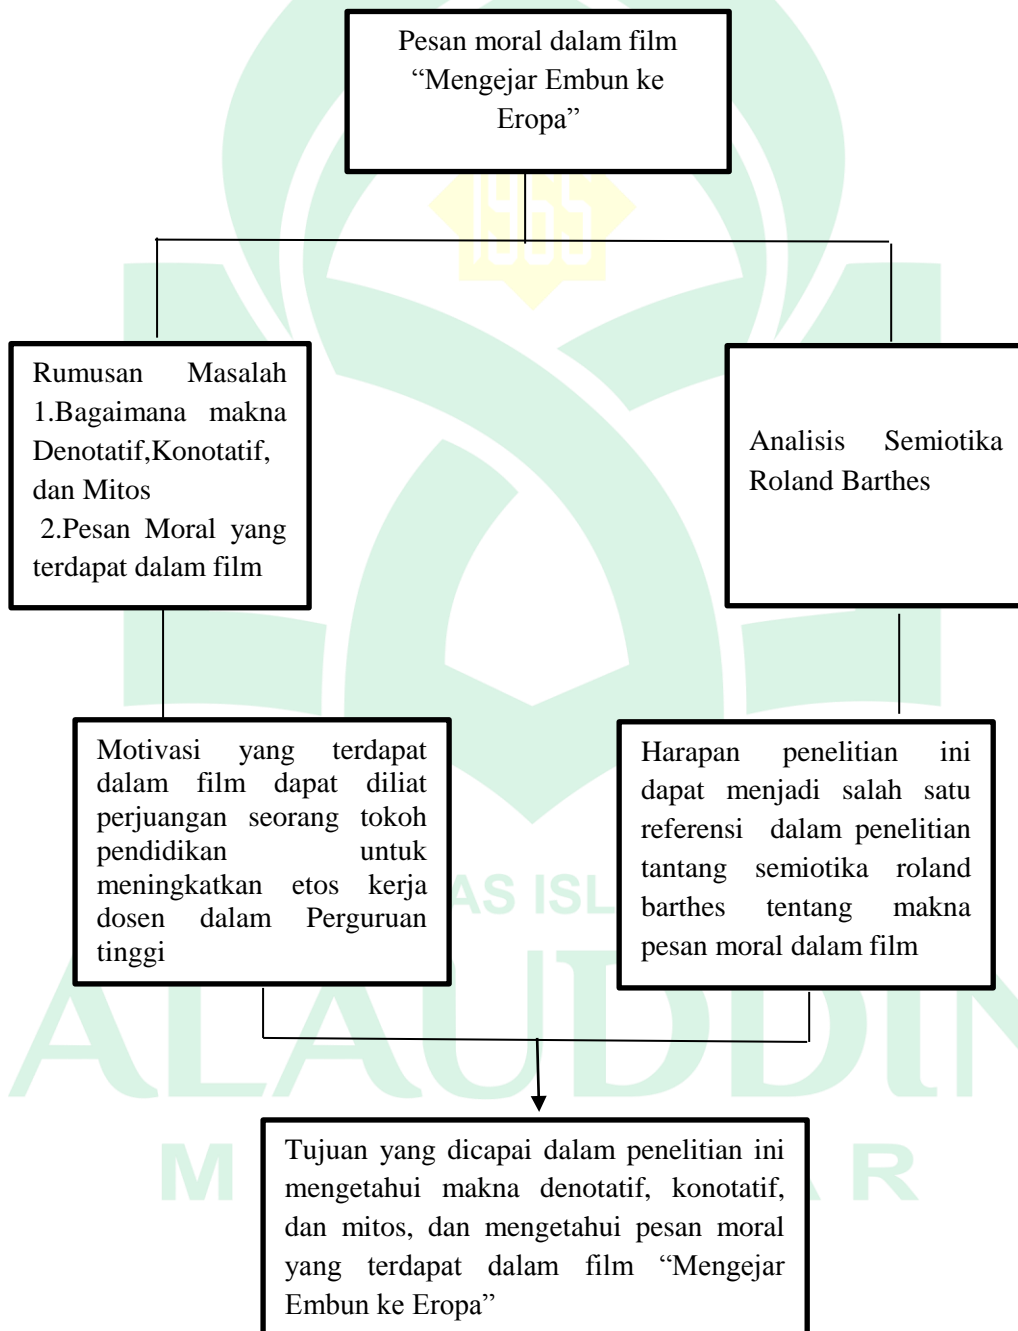 Pesan moral dalam film
“Mengejar Embun ke
Eropa”
1965
Rumusan Masalah
1.Bagaimana makna
Denotatif,Konotatif,
dan Mitos
2.Pesan Moral yang
terdapat dalam film
Analisis Semiotika
Roland Barthes
Motivasi yang terdapat
dalam film dapat diliat
perjuangan seorang tokoh
pendidikan untuk
meningkatkan etos kerja
dosen dalam Perguruan
tinggi
Harapan penelitian ini
dapat menjadi salah satu
referensi dalam penelitian
tantang semiotika roland
barthes tentang makna
pesan moral dalam film
AS ISL
ALAUDDIN
Tujuan yang dicapai dalam penelitian ini
mengetahui makna denotatif, konotatif,
dan mitos, dan mengetahui pesan moral
yang terdapat dalam film “Mengejar
Embun ke Eropa”
M
R